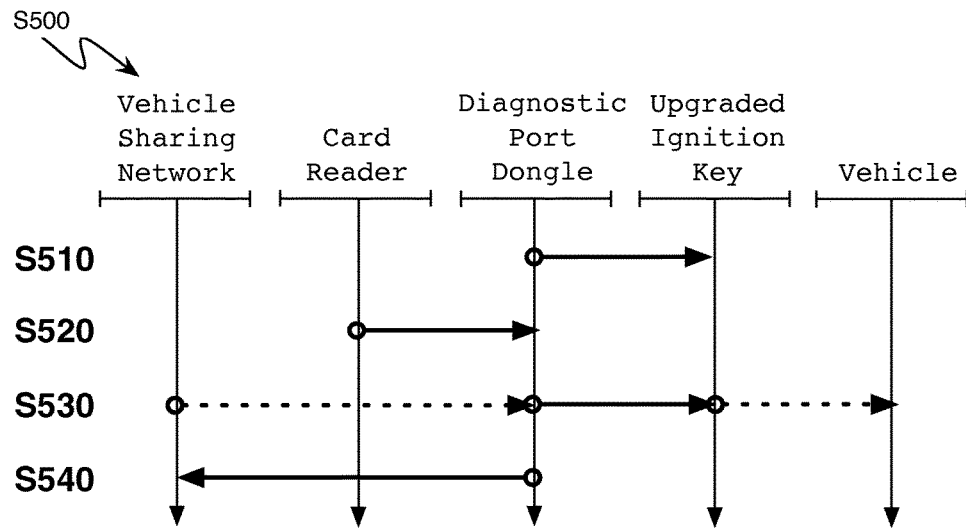 S500
Vehicle
Sharing
Network
Card
Reader
Diagnostic
Port
Dongle
Upgraded
Ignition
Key
Vehicle
S510
S520
S530
S540